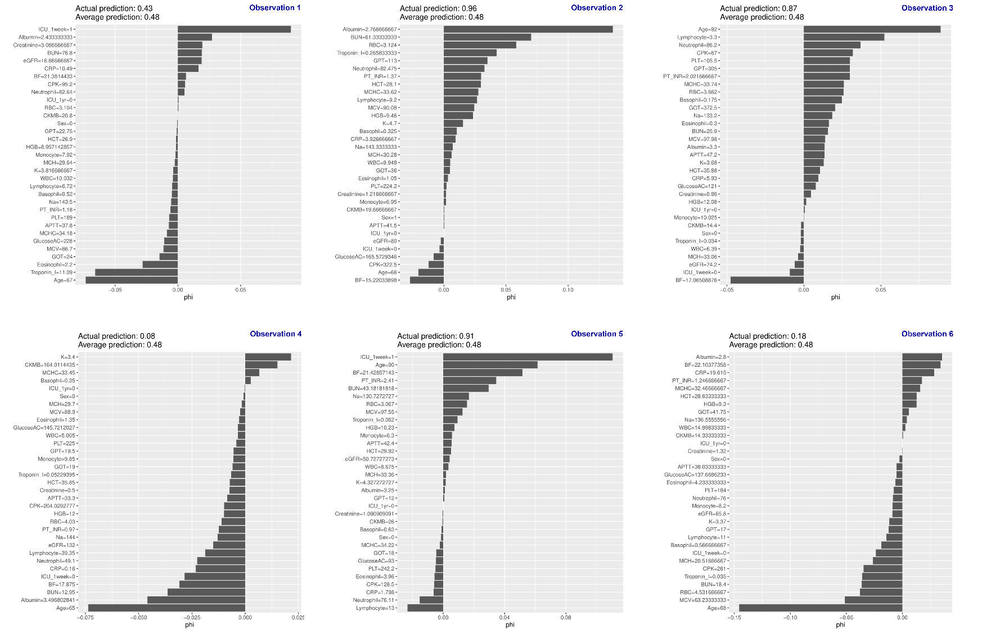 Actual prediction: 0.43
Average prediction: 0.48
Observation 1
ICU_1week=1
Albumin=2.433333333
Creatinine=3.066666667
BUN=76.8
eGFR=16.66666667
CRP=10.49
BF=21.3814433
CPK=95.2
Neutrophil=82.64
ICU_1yr=0
RBC=3.104
CKMB=20.8
Sex=0
GPT=22.75
HCT=26.9
HGB=8.957142857
Monocyte=7.92
MCH=29.64
K=3.816666667
WBC=10.032
Lymphocyte=6.72
Basophil=0.52
Na=143.5
PT_INR=1.18
PLT=189
APTT=37.8
MCHC=34.18
GlucoseAC=228
MCV=86.7
GOT=24
Eosinophil=2.2
Troponin_I=11.09
Age=67
−0.05 0.00 0.05
phi
Actual prediction: 0.96
Average prediction: 0.48
Observation 2
Albumin=2.766666667
BUN=61.33333333
RBC=3.124
Troponin_I=0.265833333
GPT=113
Neutrophil=82.475
PT_INR=1.37
HCT=28.1
MCHC=33.62
Lymphocyte=9.2
MCV=90.08
HGB=9.46
K=4.7
Basophil=0.325
CRP=3.926666667
Na=143.3333333
MCH=30.28
WBC=9.948
GOT=36
Eosinophil=1.05
PLT=224.2
Creatinine=1.216666667
Monocyte=6.95
CKMB=19.66666667
Sex=1
APTT=41.5
ICU_1yr=0
eGFR=80
ICU_1week=0
GlucoseAC=165.5729346
CPK=322.5
Age=66
BF=15.22033898
0.00 0.05 0.10
phi
Actual prediction: 0.87
Average prediction: 0.48
Observation 3
Age=92
Lymphocyte=3.3
Neutrophil=86.2
CPK=67
PLT=105.5
GPT=305
PT_INR=2.021666667
MCHC=33.74
RBC=3.662
Basophil=0.175
GOT=372.5
Na=133.2
Eosinophil=0.3
BUN=25.9
MCV=97.98
Albumin=3.3
APTT=47.2
K=3.68
HCT=35.88
CRP=5.93
GlucoseAC=121
Creatinine=0.86
HGB=12.08
ICU_1yr=0
Monocyte=10.025
CKMB=14.4
Sex=0
Troponin_I=0.034
WBC=6.39
MCH=33.06
eGFR=74.2
ICU_1week=0
BF=17.06508876
−0.05 0.00 0.05
phi
Actual prediction: 0.08
Average prediction: 0.48
Observation 4
K=3.4
CKMB=164.0114435
MCHC=33.45
Basophil=0.35
ICU_1yr=0
Sex=0
MCH=29.7
MCV=88.9
Eosinophil=1.35
GlucoseAC=145.7212027
WBC=5.005
PLT=225
GPT=19.5
Monocyte=9.85
GOT=19
Troponin_I=0.05229395
HCT=35.85
Creatinine=0.5
APTT=33.3
CPK=204.0292777
HGB=12
RBC=4.03
PT_INR=0.97
Na=144
eGFR=132
Lymphocyte=39.35
Neutrophil=49.1
CRP=0.16
ICU_1week=0
BF=17.875
BUN=12.95
Albumin=3.496802841
Age=65
−0.075 −0.050 −0.025 0.000 0.025
phi
Actual prediction: 0.91
Average prediction: 0.48
Observation 5
ICU_1week=1
Age=90
BF=21.42857143
PT_INR=2.41
BUN=43.18181818
Na=130.7272727
RBC=3.067
MCV=97.55
Troponin_I=0.062
HGB=10.23
Monocyte=6.3
APTT=42.4
HCT=29.92
eGFR=50.72727273
WBC=8.675
MCH=33.36
K=4.327272727
Albumin=3.25
GPT=12
ICU_1yr=0
Creatinine=1.090909091
CKMB=26
Basophil=0.63
Sex=0
MCHC=34.22
GOT=18
GlucoseAC=93
PLT=242.2
Eosinophil=3.96
CPK=128.5
CRP=1.798
Neutrophil=76.11
Lymphocyte=13
0.00 0.04 0.08
phi
Actual prediction: 0.18
Average prediction: 0.48
Observation 6
Albumin=2.8
BF=22.10377358
CRP=19.615
PT_INR=1.246666667
MCHC=32.46666667
HCT=28.63333333
HGB=9.3
GOT=41.75
Na=136.5555556
WBC=14.99833333
CKMB=14.33333333
ICU_1yr=0
Creatinine=1.32
Sex=0
APTT=38.03333333
GlucoseAC=137.6686233
Eosinophil=4.233333333
PLT=184
Neutrophil=76
Monocyte=8.2
eGFR=65.8
K=3.37
GPT=17
Lymphocyte=11
Basophil=0.566666667
ICU_1week=0
MCH=20.51666667
CPK=261
Troponin_I=0.035
BUN=18.4
RBC=4.531666667
MCV=63.23333333
Age=68
−0.15 −0.10 −0.05 0.00
phi